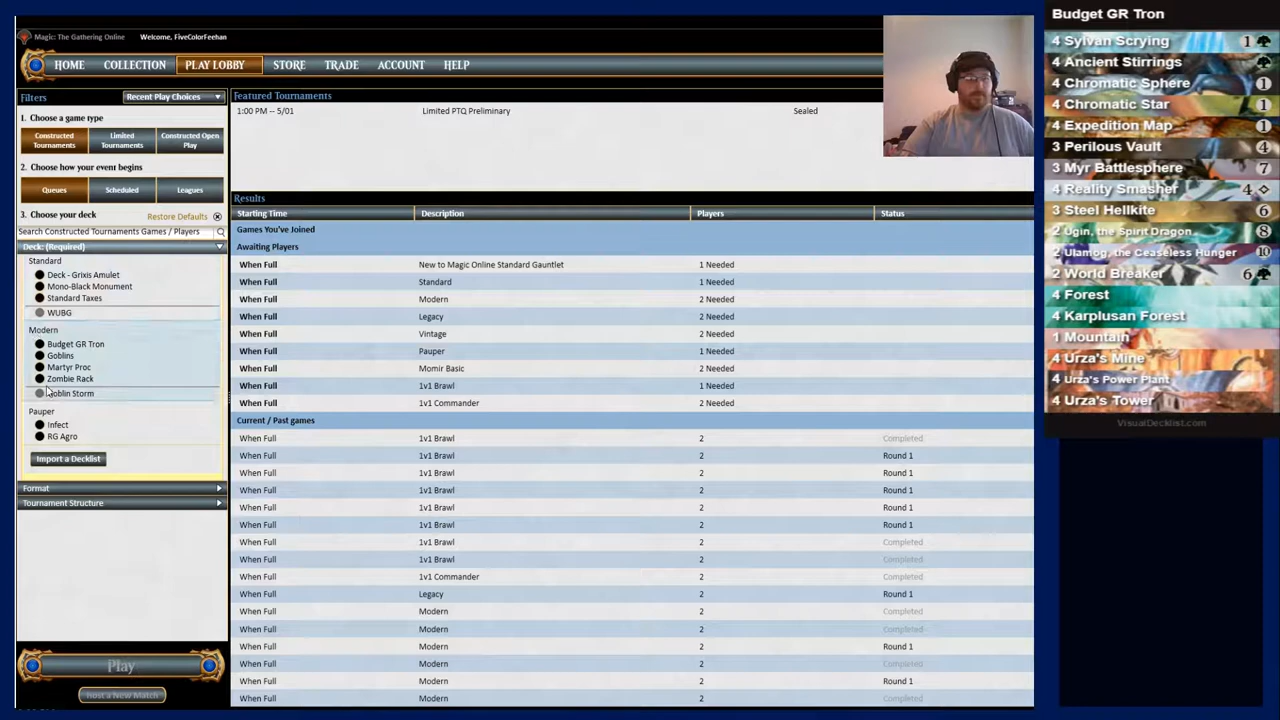 Magic: The Gathering Online Welcome, FiveColorFeehan
HOME COLLECTION PLAY LOBBY STORE TRADE ACCOUNT HELP
Filters Recent Play Choices
1. Choose a game type
Constructed Tournaments Limited Tournaments Constructed Open Play
2. Choose how your event begins
Queues Scheduled Leagues
3. Choose your deck Restore Defaults
Search Constructed Tournaments Games / Players
Deck: (Required)
Standard
Deck - Grixis Amulet
Mono-Black Monument
Standard Taxes
WUBG
Modern
Budget GR Tron
Goblins
Martyr Proc
Zombie Rack
Goblin Storm
Pauper
Infect
RG Agro
Import a Decklist
Format
Tournament Structure
Play
Host a New Match
Featured Tournaments
1:00 PM -- 5/01 Limited PTQ Preliminary Sealed
Results
Starting Time Description Players Status
Games You've Joined
Awaiting Players
When Full New to Magic Online Standard Gauntlet 1 Needed
When Full Standard 1 Needed
When Full Modern 2 Needed
When Full Legacy 2 Needed
When Full Vintage 2 Needed
When Full Pauper 1 Needed
When Full Momir Basic 2 Needed
When Full 1v1 Brawl 1 Needed
When Full 1v1 Commander 2 Needed
Current / Past games
When Full 1v1 Brawl 2 Completed
When Full 1v1 Brawl 2 Round 1
When Full 1v1 Brawl 2 Round 1
When Full 1v1 Brawl 2 Round 1
When Full 1v1 Brawl 2 Round 1
When Full 1v1 Brawl 2 Round 1
When Full 1v1 Brawl 2 Completed
When Full 1v1 Brawl 2 Completed
When Full 1v1 Commander 2 Completed
When Full Legacy 2 Round 1
When Full Modern 2 Completed
When Full Modern 2 Completed
When Full Modern 2 Round 1
When Full Modern 2 Completed
When Full Modern 2 Round 1
When Full Modern 2 Completed
Budget GR Tron
4 Sylvan Scrying 1
4 Ancient Stirrings
4 Chromatic Sphere 1
4 Chromatic Star 1
4 Expedition Map 1
3 Perilous Vault 4
3 Myr Battlesphere 7
4 Reality Smasher 4
3 Steel Hellkite 6
2 Ugin, the Spirit Dragon 8
2 Ulamog, the Ceaseless Hunger 10
2 World Breaker 6
4 Forest
4 Karplusan Forest
1 Mountain
4 Urza's Mine
4 Urza's Power Plant
4 Urza's Tower
VisualDecklist.com